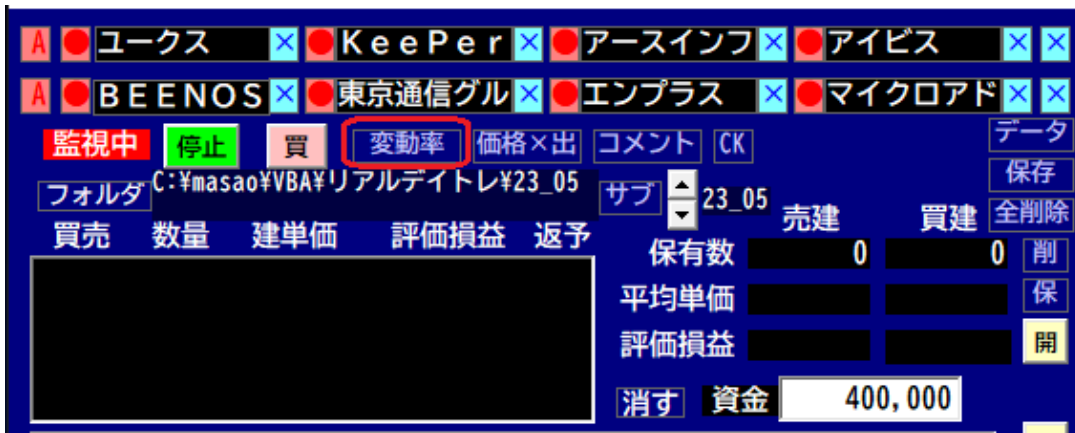 A ユークス × KeePer × アースインフ × アイビス × ×
A BEENOS × 東京通信グル × エンプラス × マイクロアド × ×
監視中 停止 買 変動率 価格×出 コメント CK データ
フォルダ C:¥masao¥VBA¥リアルデイトレ¥23_05 サブ 23_05 保存
買売 数量 建単価 評価損益 返予 売建 買建 全削除
保有数 0 0 削
平均単価 保
評価損益 開
消す 資金 400,000